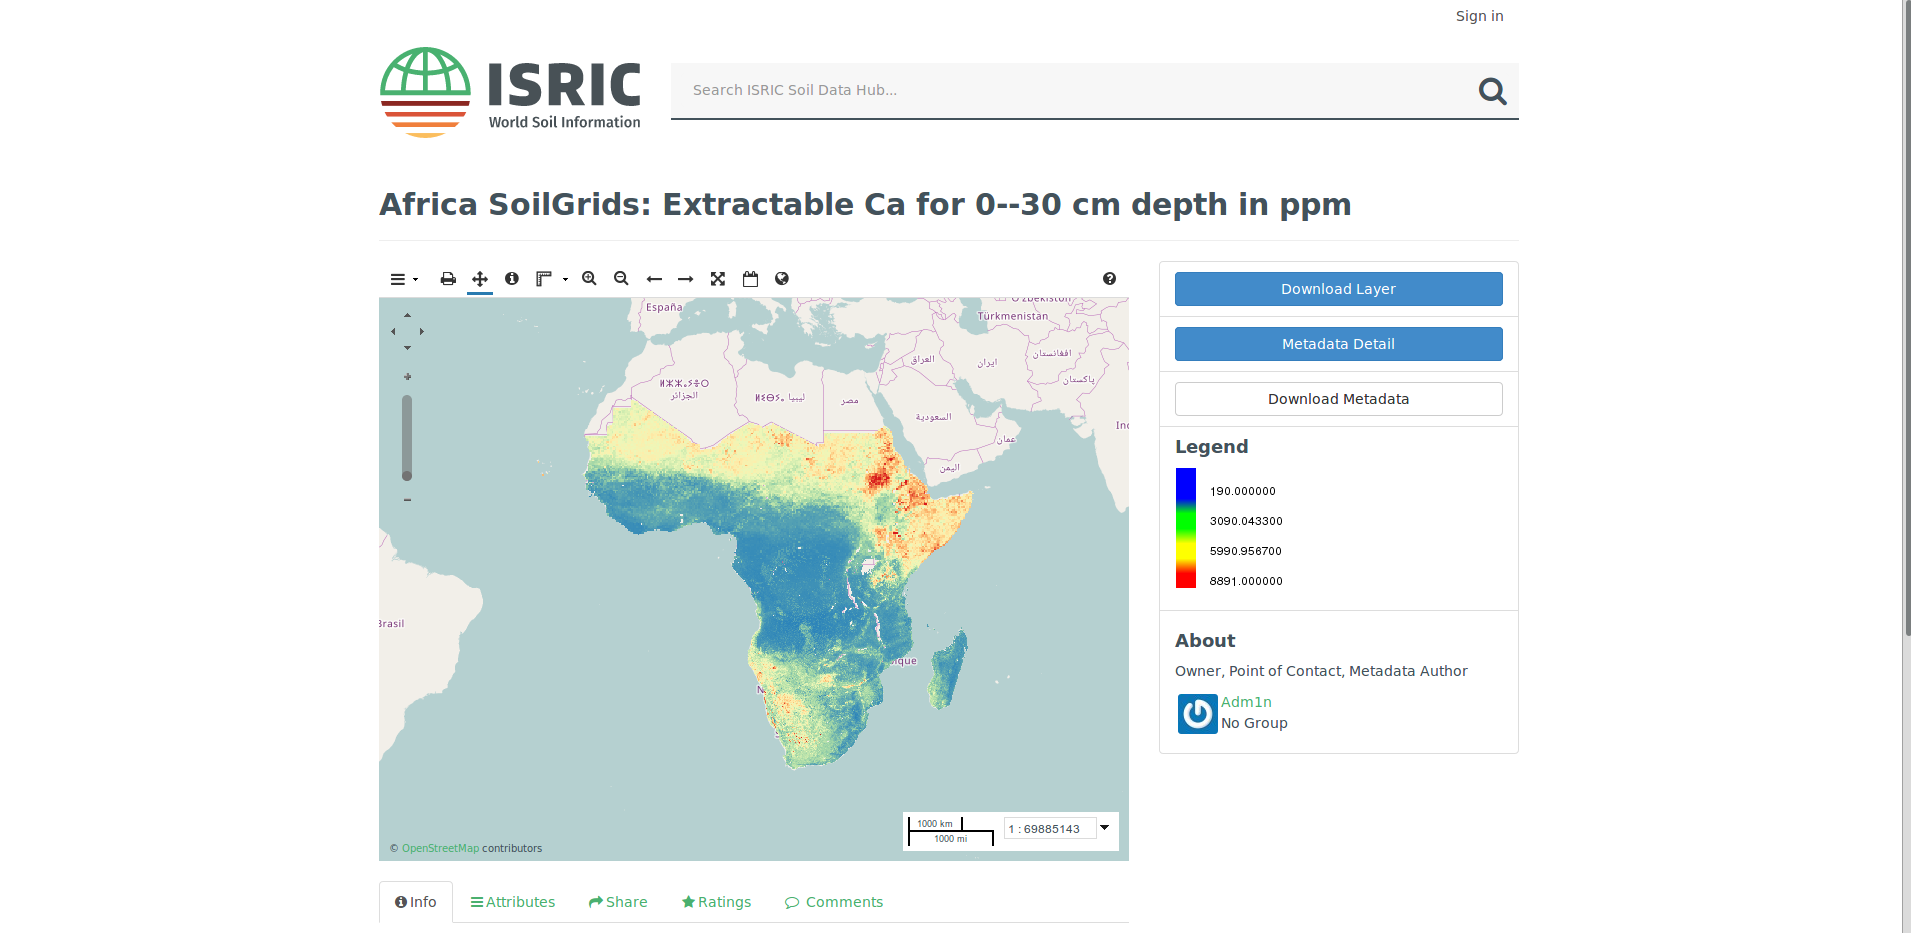 Sign in
ISRIC
World Soil Information
Search ISRIC Soil Data Hub...
Africa SoilGrids: Extractable Ca for 0--30 cm depth in ppm
España
Türkmenistan
العراق
ایران
افغانستان
پاکستان
ⵍⵣⵣⴰⵢⴻⵔ
الجزائر
ليبيا
مصر
السعودية
عمان
اليمن
Brasil
ique
N
1000 km
1000 mi
1 : 69885143
© OpenStreetMap contributors
Download Layer
Metadata Detail
Download Metadata
Legend
190.000000
3090.043300
5990.956700
8891.000000
About
Owner, Point of Contact, Metadata Author
Adm1n
No Group
Info
Attributes
Share
Ratings
Comments